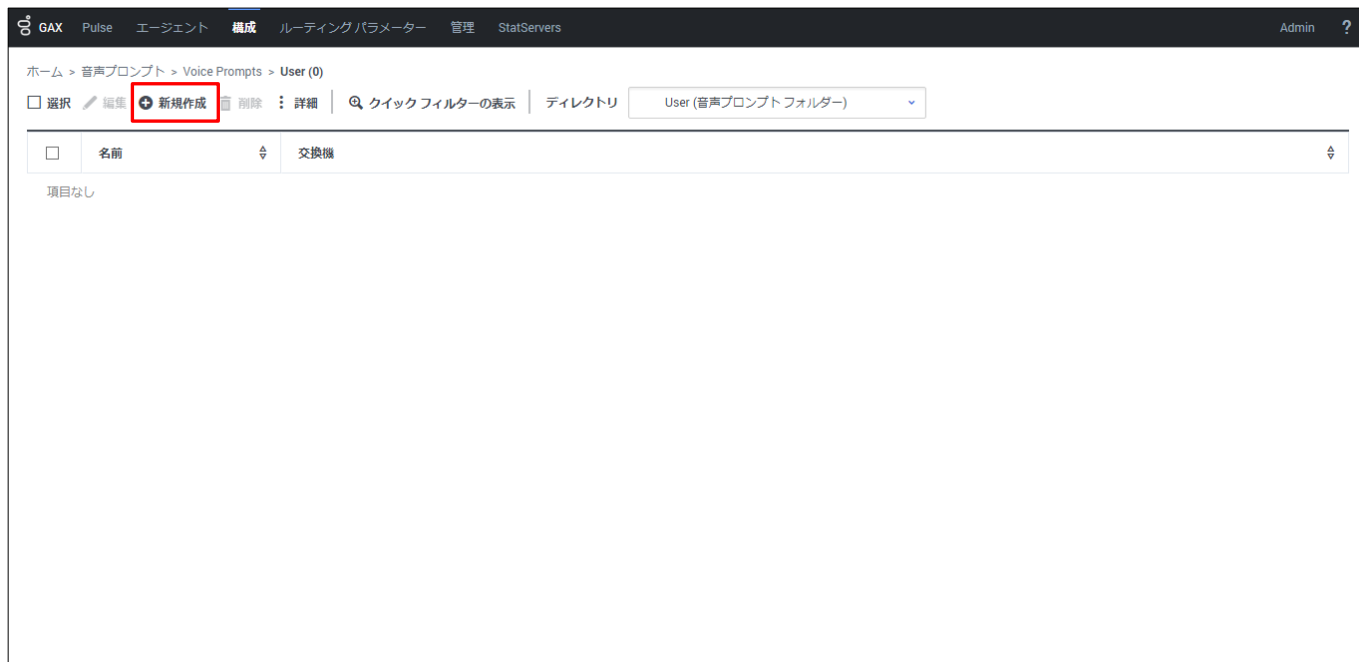 GAX Pulse エージェント 構成 ルーティング パラメーター 管理 StatServers Admin ?
ホーム > 音声プロンプト > Voice Prompts > User (0)
選択 編集 新規作成 削除 詳細 クイック フィルターの表示 ディレクトリ User (音声プロンプト フォルダー)
名前 交換機
項目なし